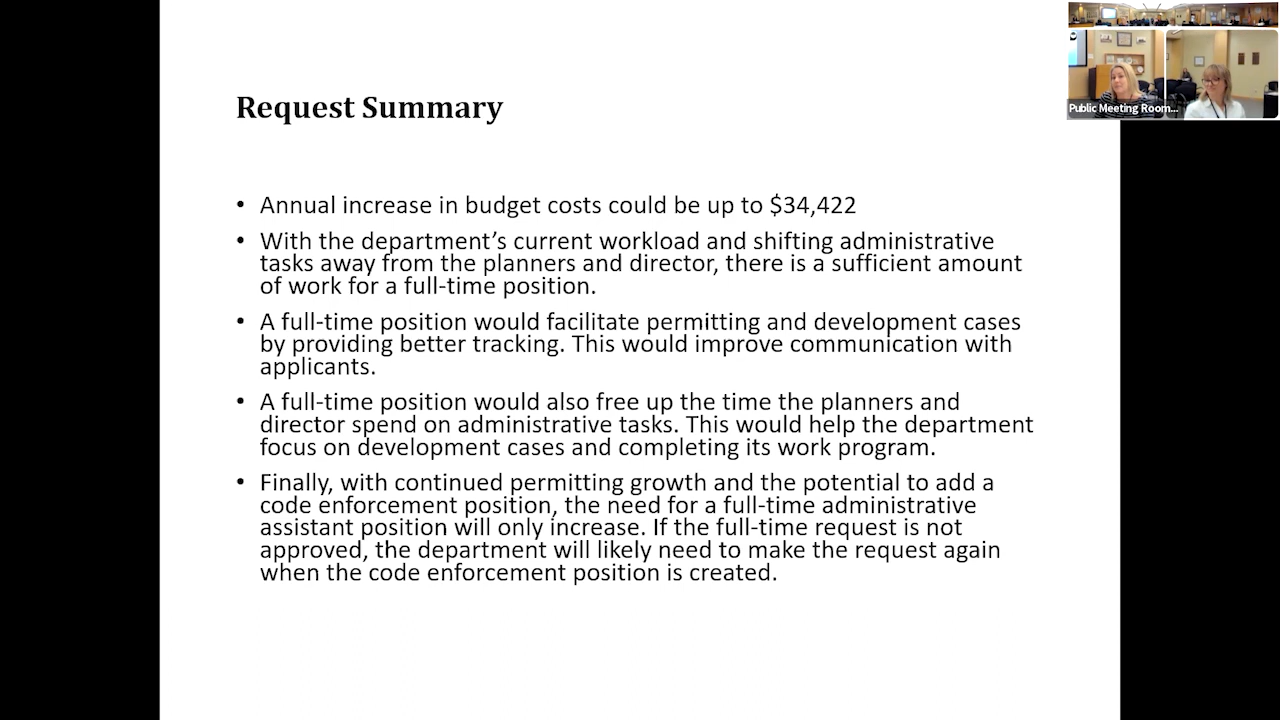 Request Summary
• Annual increase in budget costs could be up to $34,422
• With the department’s current workload and shifting administrative
tasks away from the planners and director, there is a sufficient amount
of work for a full-time position.
• A full-time position would facilitate permitting and development cases
by providing better tracking. This would improve communication with
applicants.
• A full-time position would also free up the time the planners and
director spend on administrative tasks. This would help the department
focus on development cases and completing its work program.
• Finally, with continued permitting growth and the potential to add a
code enforcement position, the need for a full-time administrative
assistant position will only increase. If the full-time request is not
approved, the department will likely need to make the request again
when the code enforcement position is created.
Public Meeting Room...